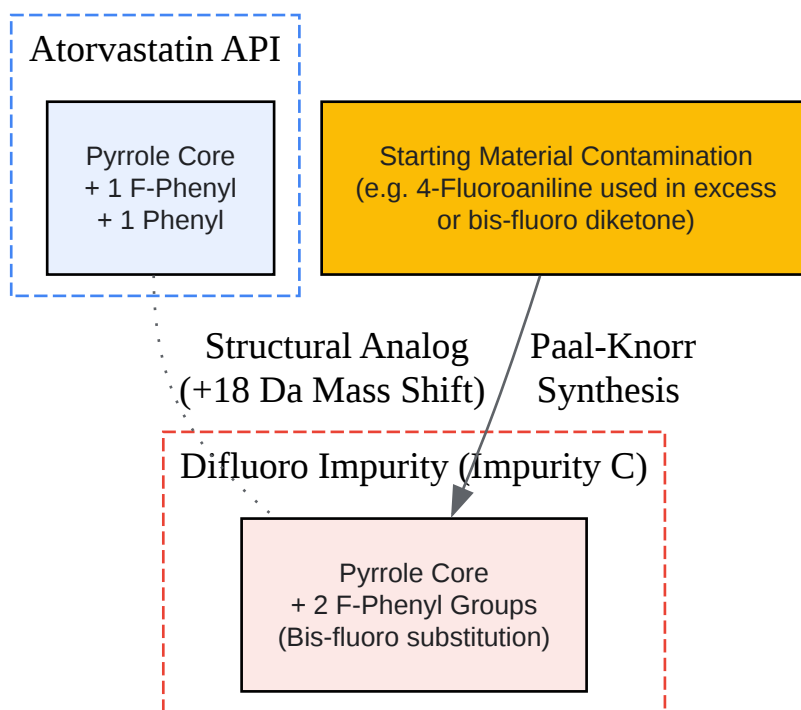 Atorvastatin API
Pyrrole Core
+ 1 F-Phenyl
+ 1 Phenyl
Starting Material Contamination
(e.g. 4-Fluoroaniline used in excess
or bis-fluoro diketone)
Structural Analog
(+18 Da Mass Shift)
Paal-Knorr
Synthesis
Difluoro Impurity (Impurity C)
Pyrrole Core
+ 2 F-Phenyl Groups
(Bis-fluoro substitution)